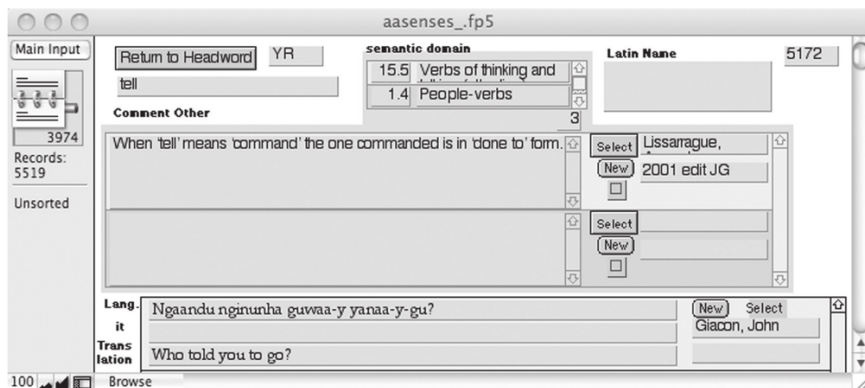 aasenses_.fp5
Main Input
Return to Headword YR
semantic domain
Latin Name
5172
tell
15.5 Verbs of thinking and
1.4 People-verbs
3
Comment Other
3974
Records:
5519
Unsorted
When 'tell' means 'command' the one commanded is in 'done to' form.
Select Lissarrague,
New 2001 edit JG
Select
New
Lang.
it
Trans
lation
Ngaandu nginunha guwaa-y yanaa-y-gu?
New Select
Giacon, John
Who told you to go?
100 Browse